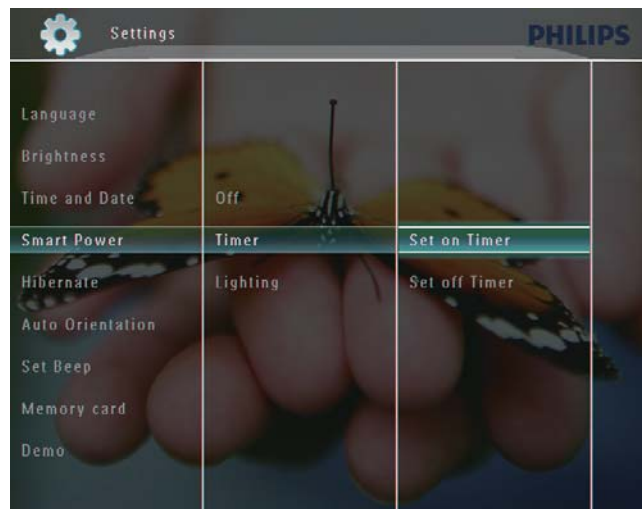 Settings
PHILIPS
Language
Brightness
Time and Date
Off
Smart Power
Timer
Set on Timer
Hibernate
Lighting
Set off Timer
Auto Orientation
Set Beep
Memory card
Demo